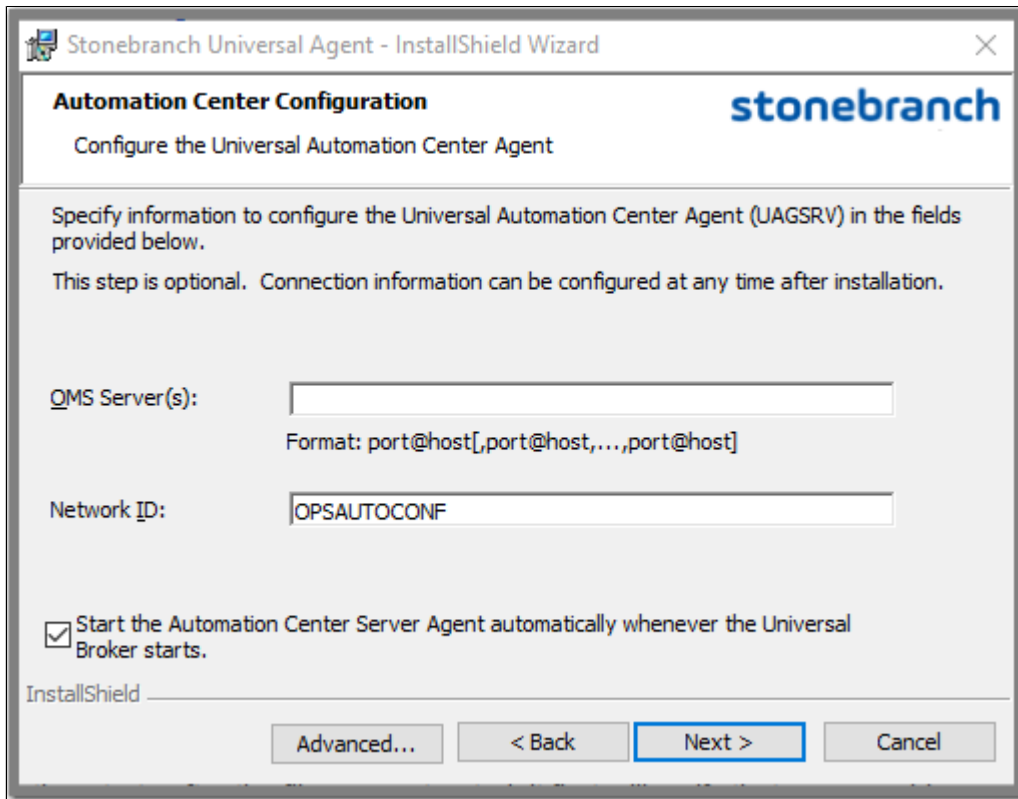 Stonebranch Universal Agent - InstallShield Wizard
Automation Center Configuration
stonebranch
Configure the Universal Automation Center Agent
Specify information to configure the Universal Automation Center Agent (UAGSRV) in the fields
provided below.
This step is optional.  Connection information can be configured at any time after installation.
OMS Server(s):
Format: port@host[,port@host,...,port@host]
Network ID:
OPSAUTOCONF
Start the Automation Center Server Agent automatically whenever the Universal
Broker starts.
InstallShield
Advanced...
< Back
Next >
Cancel